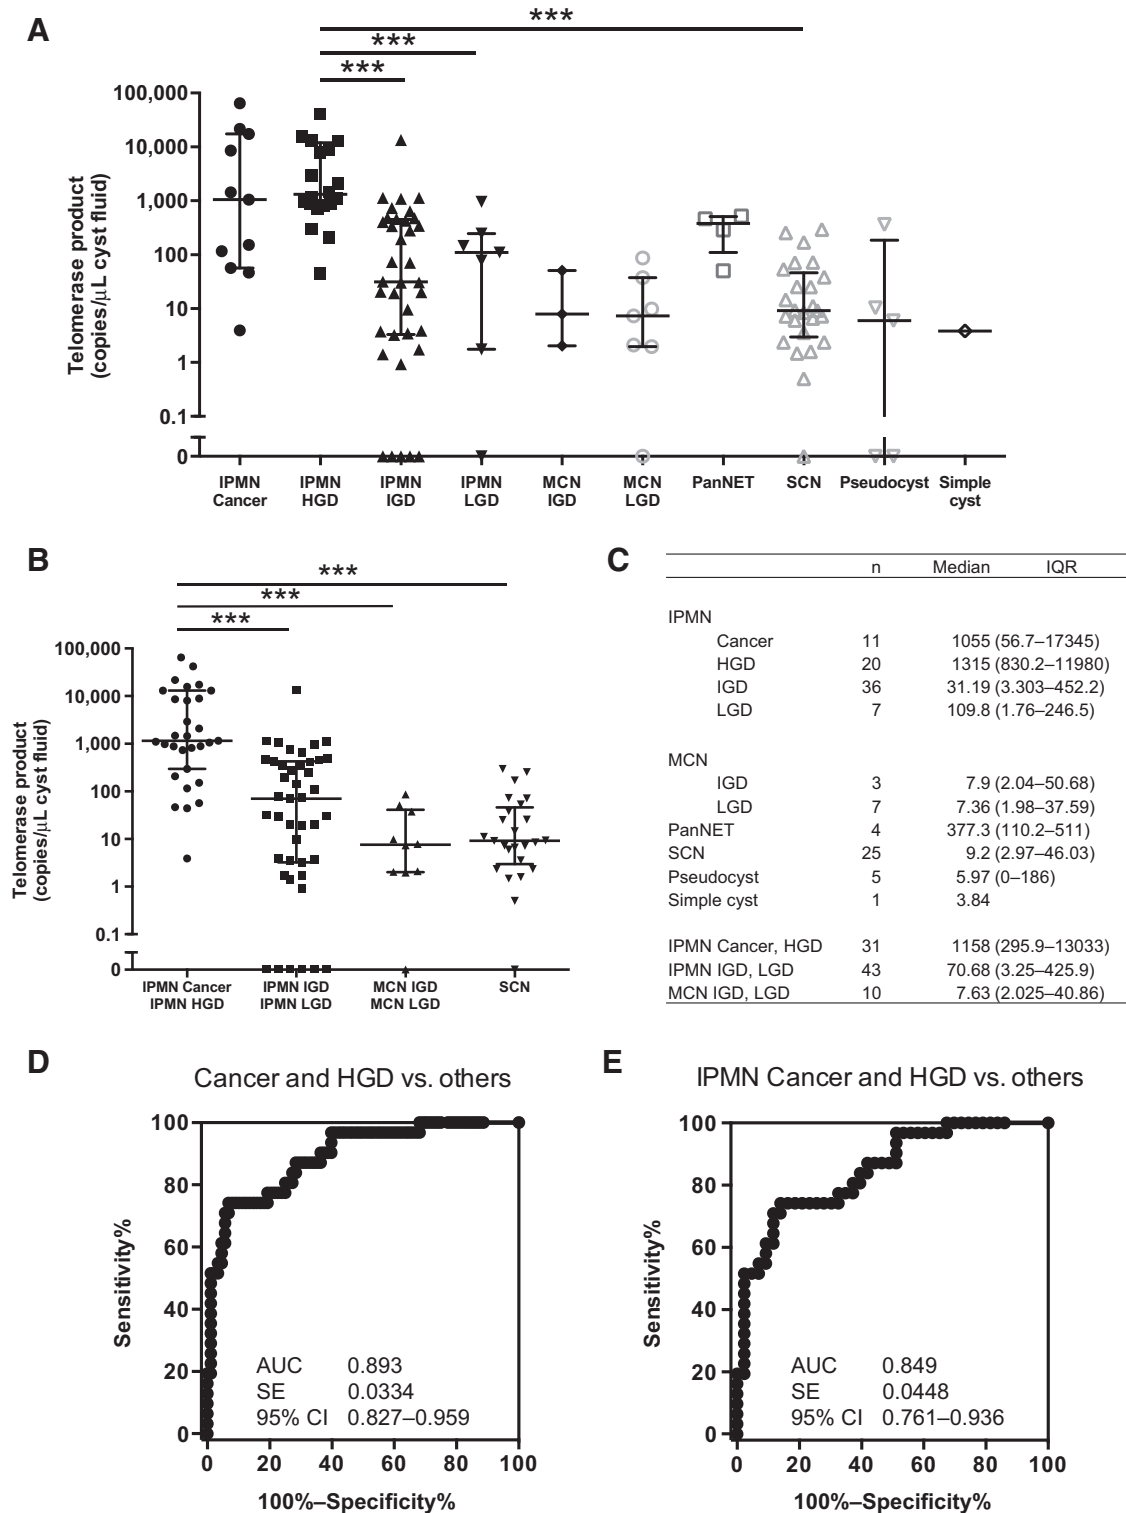 A
***
***
***
Telomerase product
(copies/μL cyst fluid)
100,000
10,000
1,000
100
10
1
0.1
0
IPMN Cancer
IPMN HGD
IPMN IGD
IPMN LGD
MCN IGD
MCN LGD
PanNET
SCN
Pseudocyst
Simple cyst
B
***
***
***
Telomerase product
(copies/μL cyst fluid)
100,000
10,000
1,000
100
10
1
0.1
0
IPMN Cancer
IPMN HGD
IPMN IGD
IPMN LGD
MCN IGD
MCN LGD
SCN
C
n Median IQR
IPMN
Cancer 11 1055 (56.7–17345)
HGD 20 1315 (830.2–11980)
IGD 36 31.19 (3.303–452.2)
LGD 7 109.8 (1.76–246.5)
MCN
IGD 3 7.9 (2.04–50.68)
LGD 7 7.36 (1.98–37.59)
PanNET 4 377.3 (110.2–511)
SCN 25 9.2 (2.97–46.03)
Pseudocyst 5 5.97 (0–186)
Simple cyst 1 3.84
IPMN Cancer, HGD 31 1158 (295.9–13033)
IPMN IGD, LGD 43 70.68 (3.25–425.9)
MCN IGD, LGD 10 7.63 (2.025–40.86)
D
Cancer and HGD vs. others
Sensitivity%
100
80
60
40
20
0
AUC 0.893
SE 0.0334
95% CI 0.827–0.959
0 20 40 60 80 100
100%–Specificity%
E
IPMN Cancer and HGD vs. others
Sensitivity%
100
80
60
40
20
0
AUC 0.849
SE 0.0448
95% CI 0.761–0.936
0 20 40 60 80 100
100%–Specificity%